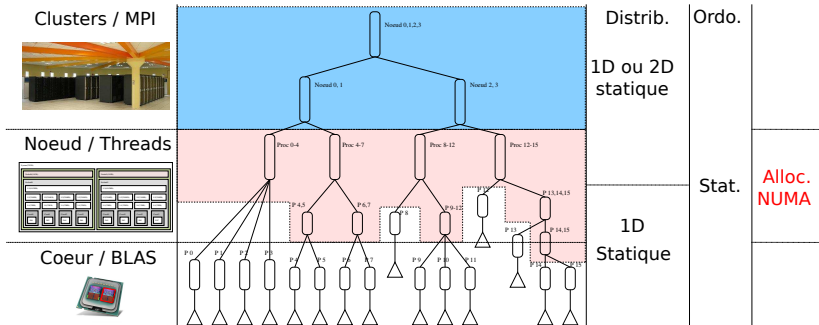 Clusters / MPI
Noeud 0,1,2,3
Distrib.
Ordo.
1D ou 2D
statique
Noeud 0, 1
Noeud 2, 3
Noeud / Threads
Proc 0-4
Proc 4-7
Proc 8-12
Proc 12-15
Stat.
Alloc.
NUMA
P 4,5
P 6,7
P 8
P 9-12
P 12
P 13,14,15
P 13
P 14,15
1D
Statique
Coeur / BLAS
P 0
P 1
P 2
P 3
P 4
P 5
P 6
P 7
P 9
P 10
P 11
P 14
P 15